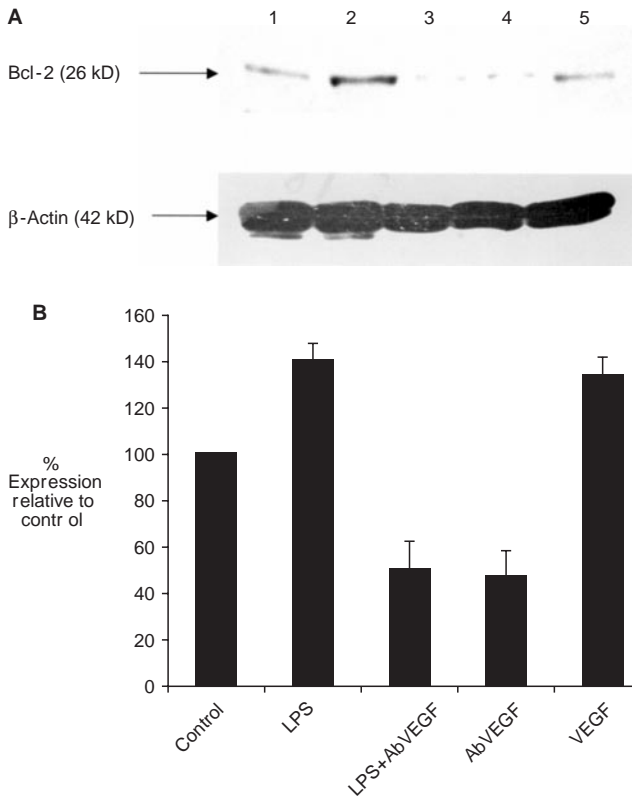 A
1 2 3 4 5
Bcl-2 (26 kD)
β-Actin (42 kD)
B
160
140
120
100
80
60
40
20
0
%
Expression
relative to
contr ol
Control
LPS
LPS+AbVEGF
AbVEGF
VEGF